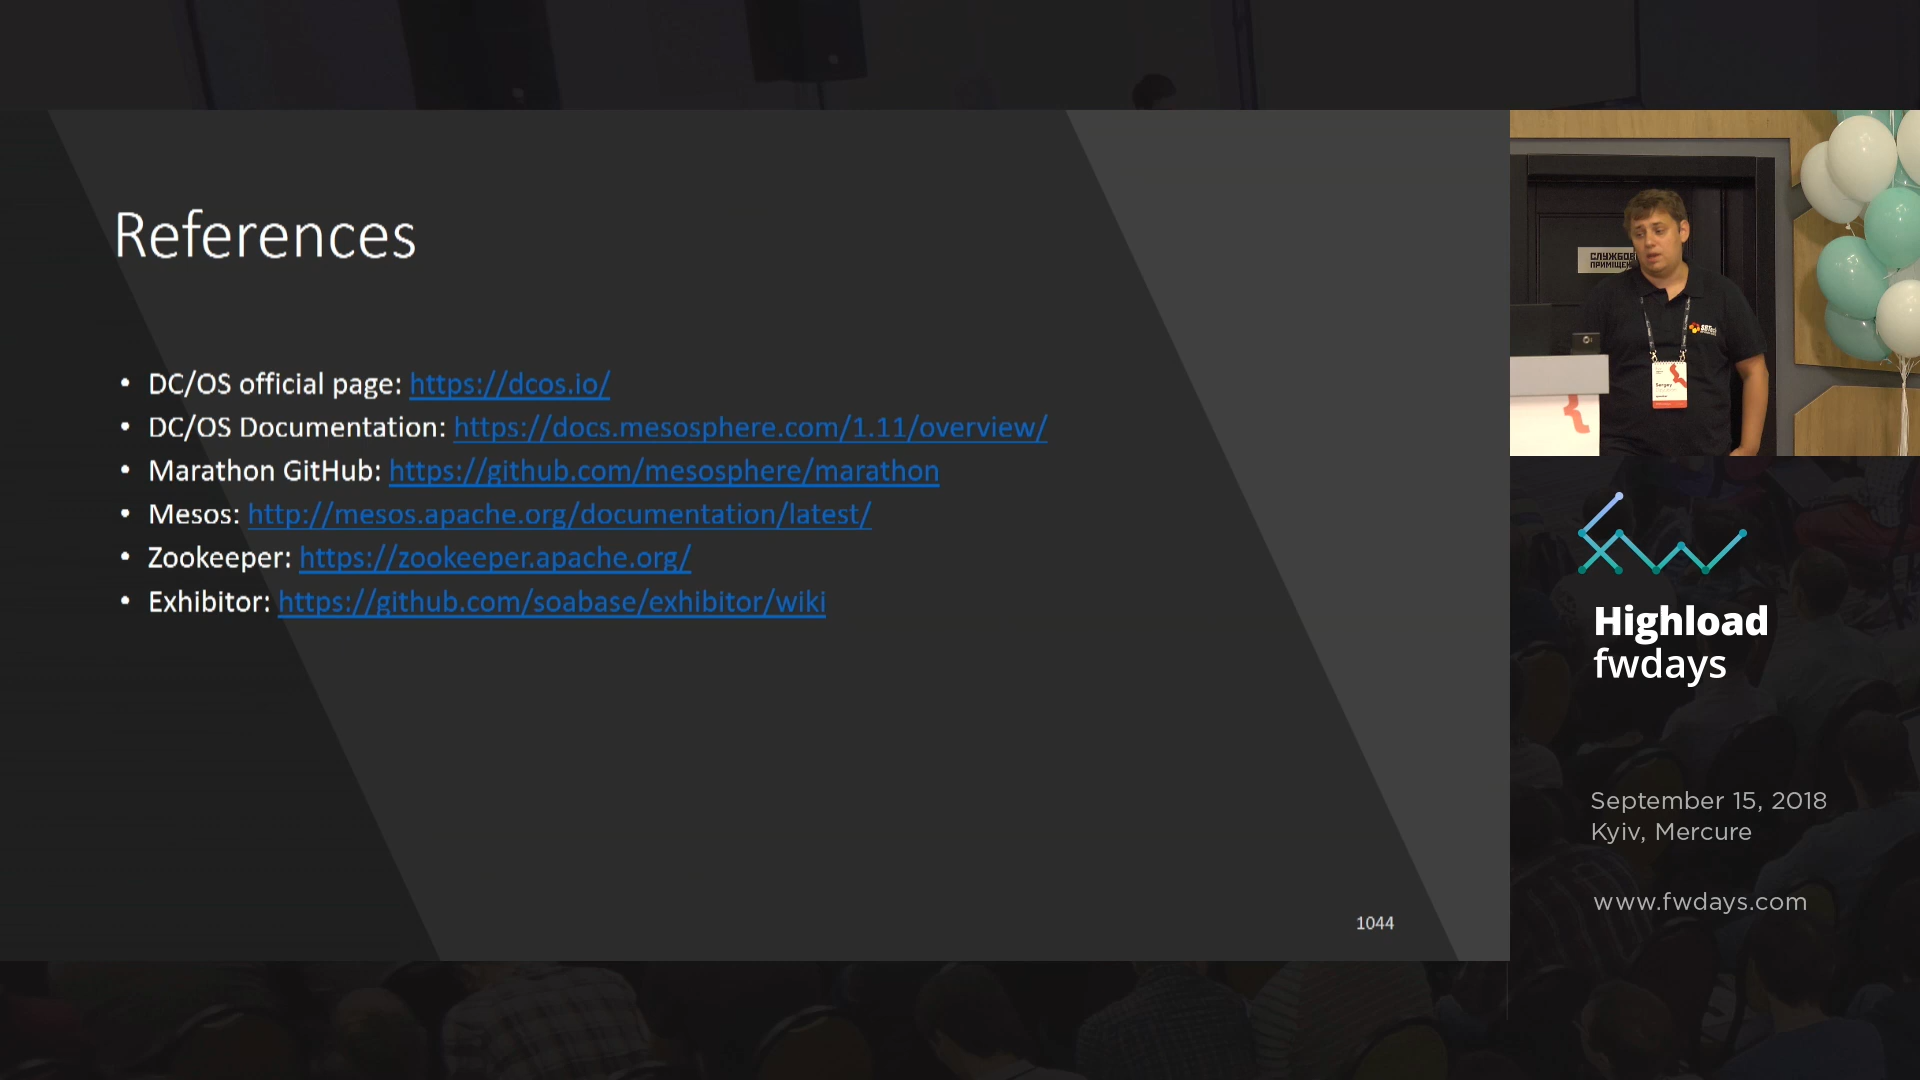 References
• DC/OS official page: https://dcos.io/
• DC/OS Documentation: https://docs.mesosphere.com/1.11/overview/
• Marathon GitHub: https://github.com/mesosphere/marathon
• Mesos: http://mesos.apache.org/documentation/latest/
• Zookeeper: https://zookeeper.apache.org/
• Exhibitor: https://github.com/soabase/exhibitor/wiki
1044
Sergey
Highload
fwdays
September 15, 2018
Kyiv, Mercure
www.fwdays.com